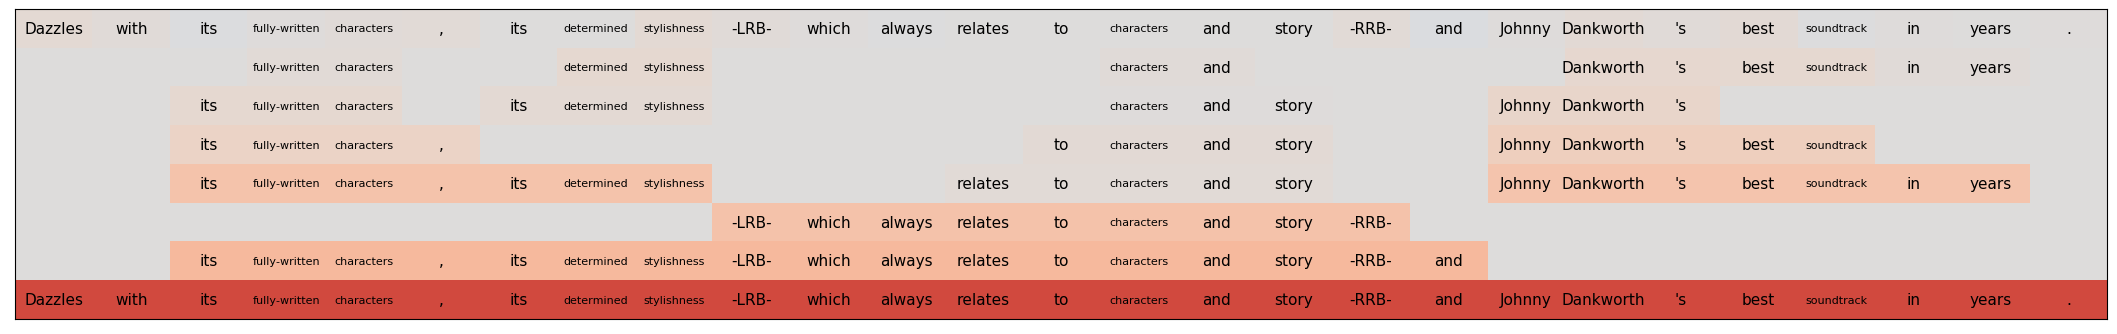 Dazzles with its fully-written characters , its determined stylishness -LRB- which always relates to characters and story -RRB- and Johnny Dankworth 's best soundtrack in years .
fully-written characters determined stylishness characters and Dankworth 's best soundtrack in years
its fully-written characters its determined stylishness characters and story Johnny Dankworth 's
its fully-written characters , to characters and story Johnny Dankworth 's best soundtrack
its fully-written characters , its determined stylishness relates to characters and story Johnny Dankworth 's best soundtrack in years
-LRB- which always relates to characters and story -RRB-
its fully-written characters , its determined stylishness -LRB- which always relates to characters and story -RRB- and
Dazzles with its fully-written characters , its determined stylishness -LRB- which always relates to characters and story -RRB- and Johnny Dankworth 's best soundtrack in years .